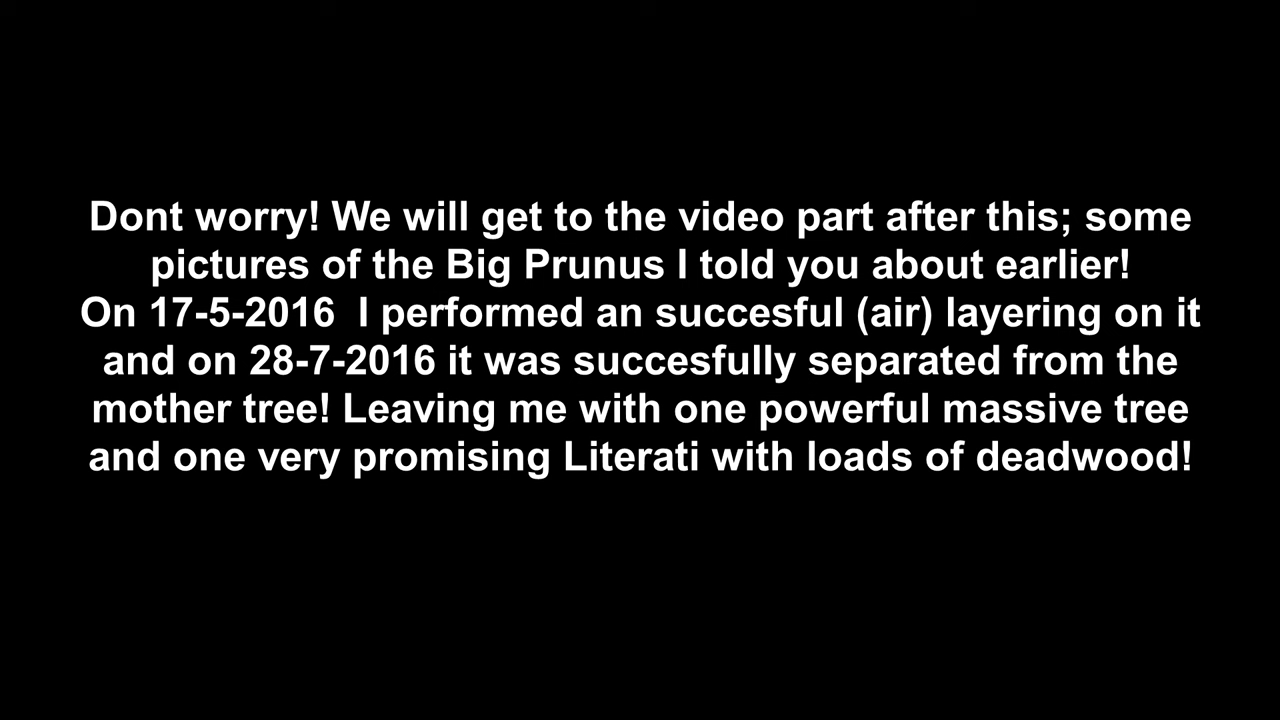 Dont worry! We will get to the video part after this; some
pictures of the Big Prunus I told you about earlier!
On 17-5-2016  I performed an succesful (air) layering on it
and on 28-7-2016 it was succesfully separated from the
mother tree! Leaving me with one powerful massive tree
and one very promising Literati with loads of deadwood!